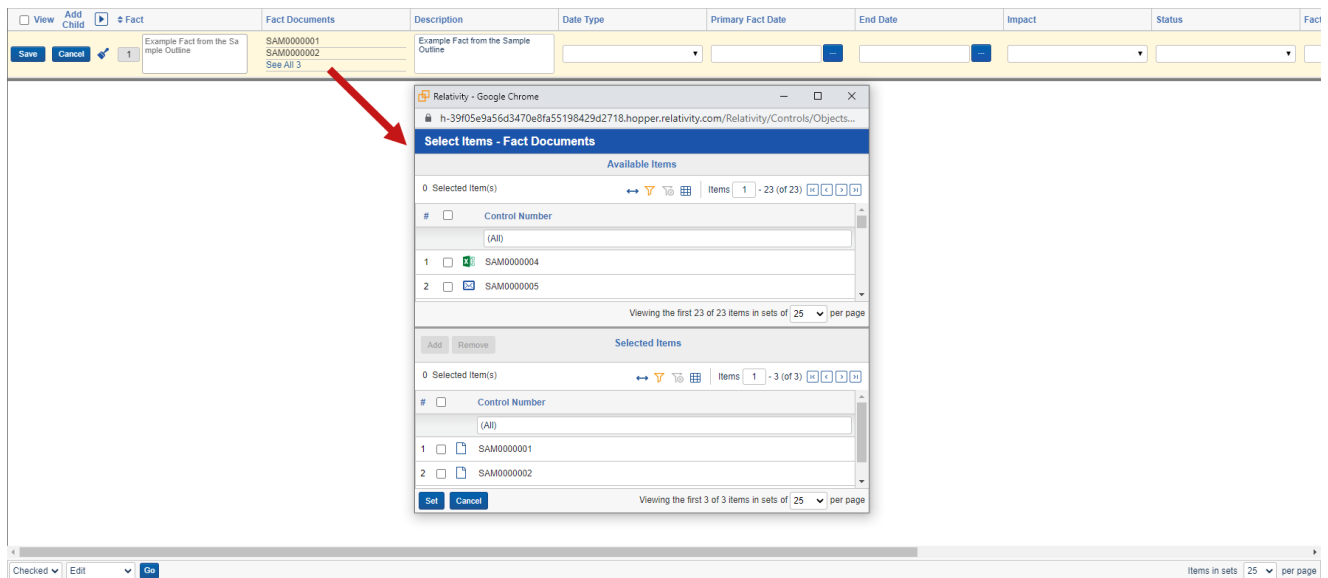 View Add Child Fact Fact Documents Description Date Type Primary Fact Date End Date Impact Status Fact
Save Cancel 1 Example Fact from the Sa
mple Outline
SAM0000001
SAM0000002
See All 3
Example Fact from the Sample
Outline
... ...
Relativity - Google Chrome
h-39f05e9a56d3470e8fa55198429d2718.hopper.relativity.com/Relativity/Controls/Objects...
Select Items - Fact Documents
Available Items
0 Selected Item(s) Items 1 - 23 (of 23)
# Control Number
(All)
1 SAM0000004
2 SAM0000005
Viewing the first 23 of 23 items in sets of 25 per page
Add Remove Selected Items
0 Selected Item(s) Items 1 - 3 (of 3)
# Control Number
(All)
1 SAM0000001
2 SAM0000002
Set Cancel Viewing the first 3 of 3 items in sets of 25 per page
Checked Edit Go Items in sets 25 per page